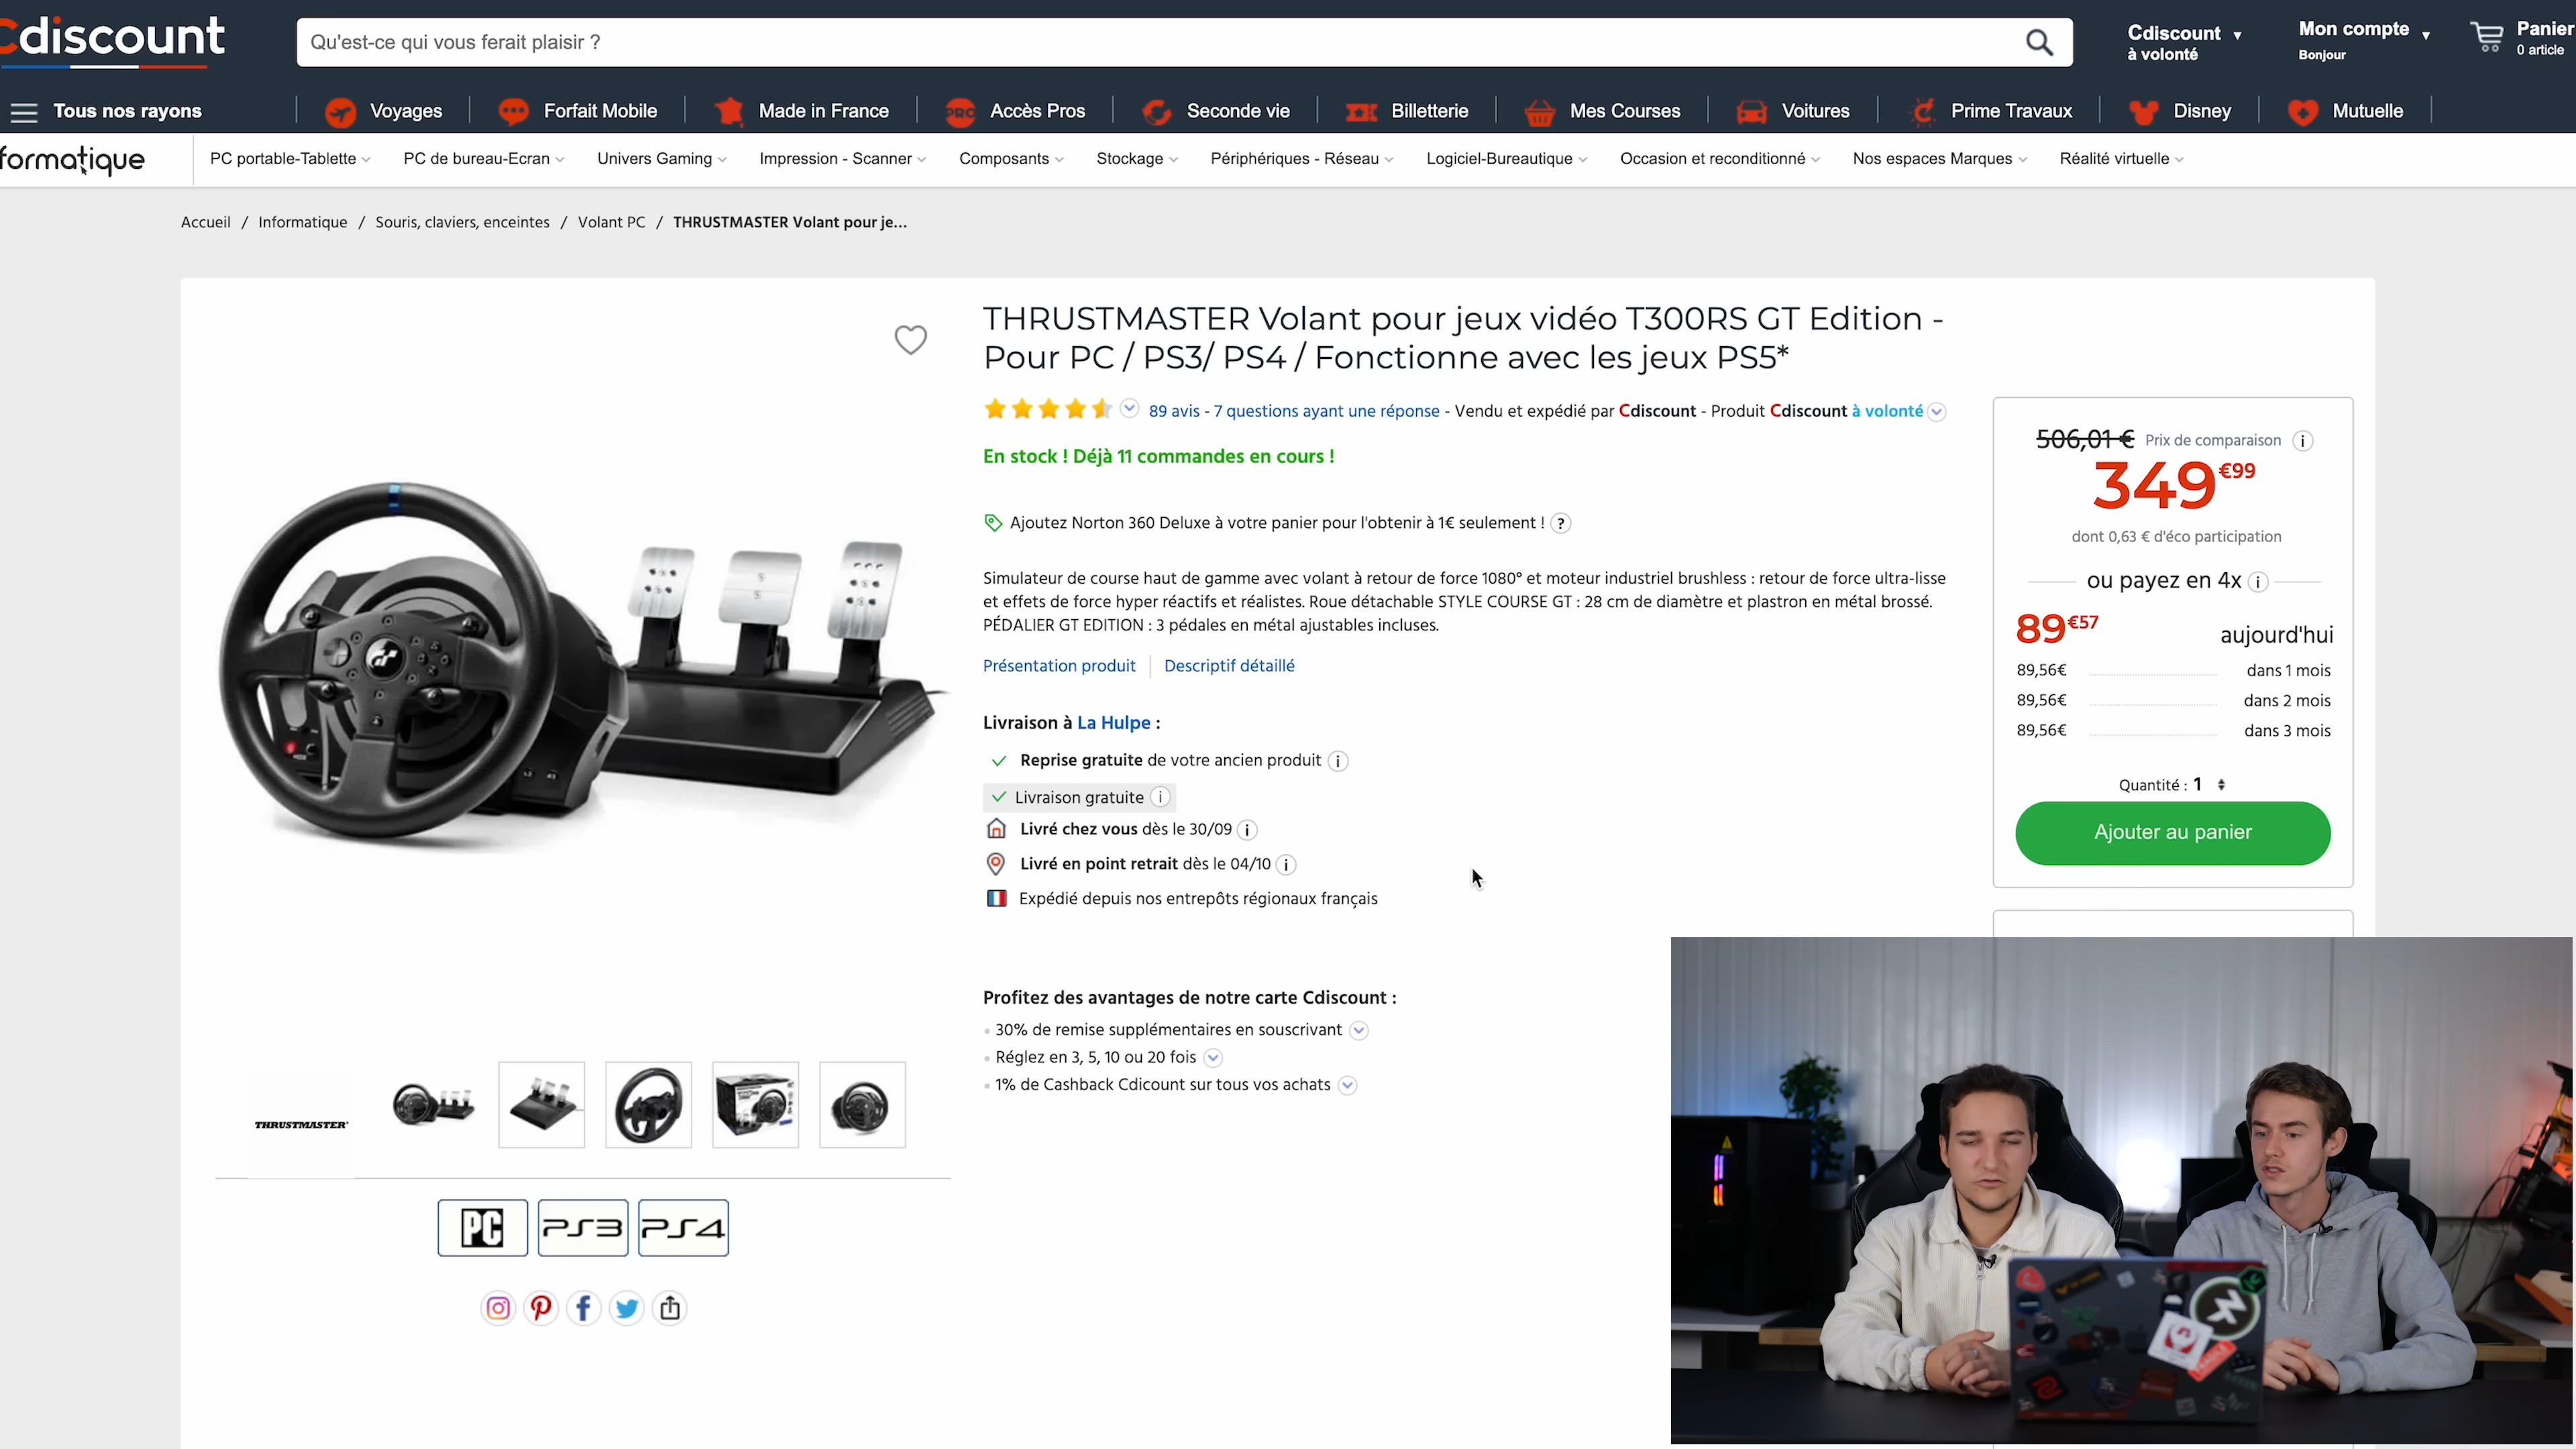 Cdiscount
Qu'est-ce qui vous ferait plaisir ?
Cdiscount
à volonté
Mon compte
Bonjour
Panier
0 article
Tous nos rayons
Voyages
Forfait Mobile
Made in France
PRO
Accès Pros
Seconde vie
Billetterie
Mes Courses
Voitures
Prime Travaux
Disney
Mutuelle
formatique
PC portable-Tablette
PC de bureau-Ecran
Univers Gaming
Impression - Scanner
Composants
Stockage
Périphériques - Réseau
Logiciel-Bureautique
Occasion et reconditionné
Nos espaces Marques
Réalité virtuelle
Accueil / Informatique / Souris, claviers, enceintes / Volant PC / THRUSTMASTER Volant pour je...
THRUSTMASTER Volant pour jeux vidéo T300RS GT Edition -
Pour PC / PS3/ PS4 / Fonctionne avec les jeux PS5*
89 avis - 7 questions ayant une réponse - Vendu et expédié par Cdiscount - Produit Cdiscount à volonté
En stock ! Déjà 11 commandes en cours !
Ajoutez Norton 360 Deluxe à votre panier pour l'obtenir à 1€ seulement ! ?
Simulateur de course haut de gamme avec volant à retour de force 1080° et moteur industriel brushless : retour de force ultra-lisse
et effets de force hyper réactifs et réalistes. Roue détachable STYLE COURSE GT : 28 cm de diamètre et plastron en métal brossé.
PÉDALIER GT EDITION : 3 pédales en métal ajustables incluses.
Présentation produit
Descriptif détaillé
Livraison à La Hulpe :
Reprise gratuite de votre ancien produit i
Livraison gratuite i
Livré chez vous dès le 30/09 i
Livré en point retrait dès le 04/10 i
Expédié depuis nos entrepôts régionaux français
Profitez des avantages de notre carte Cdiscount :
30% de remise supplémentaires en souscrivant
Réglez en 3, 5, 10 ou 20 fois
1% de Cashback Cdicount sur tous vos achats
506,01 € Prix de comparaison i
349€99
dont 0,63 € d'éco participation
ou payez en 4x i
89€57 aujourd'hui
89,56€ dans 1 mois
89,56€ dans 2 mois
89,56€ dans 3 mois
Quantité : 1
Ajouter au panier
THRUSTMASTER
PC
PS3
PS4